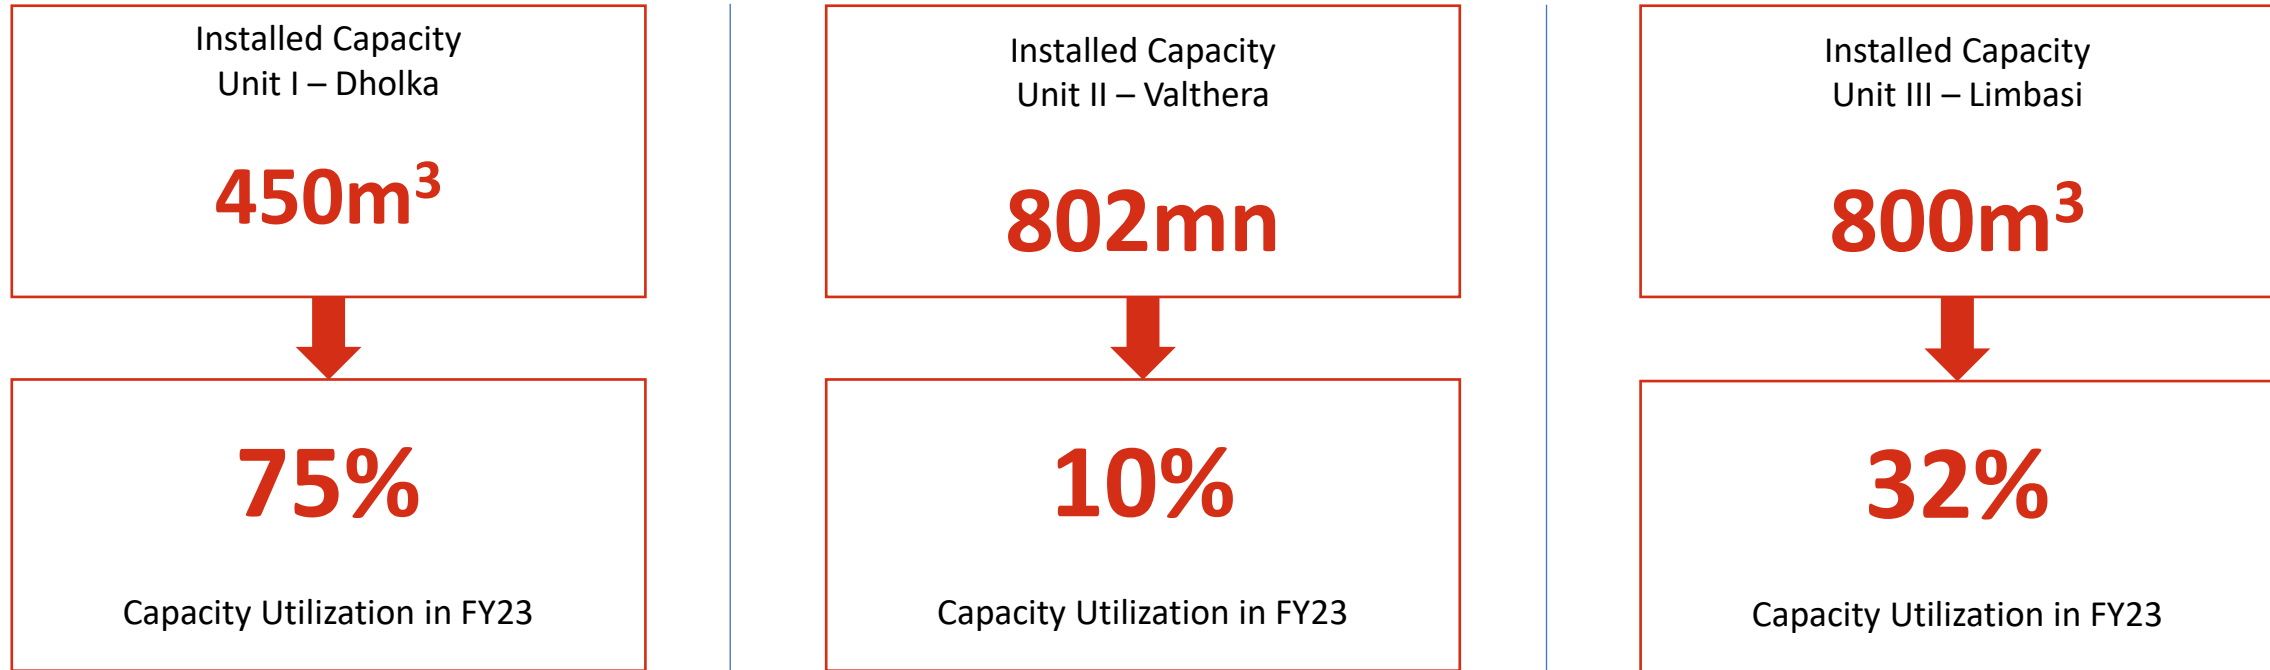 Installed Capacity
Unit I – Dholka
450m³
75%
Capacity Utilization in FY23
Installed Capacity
Unit II – Valthera
802mn
10%
Capacity Utilization in FY23
Installed Capacity
Unit III – Limbasi
800m³
32%
Capacity Utilization in FY23